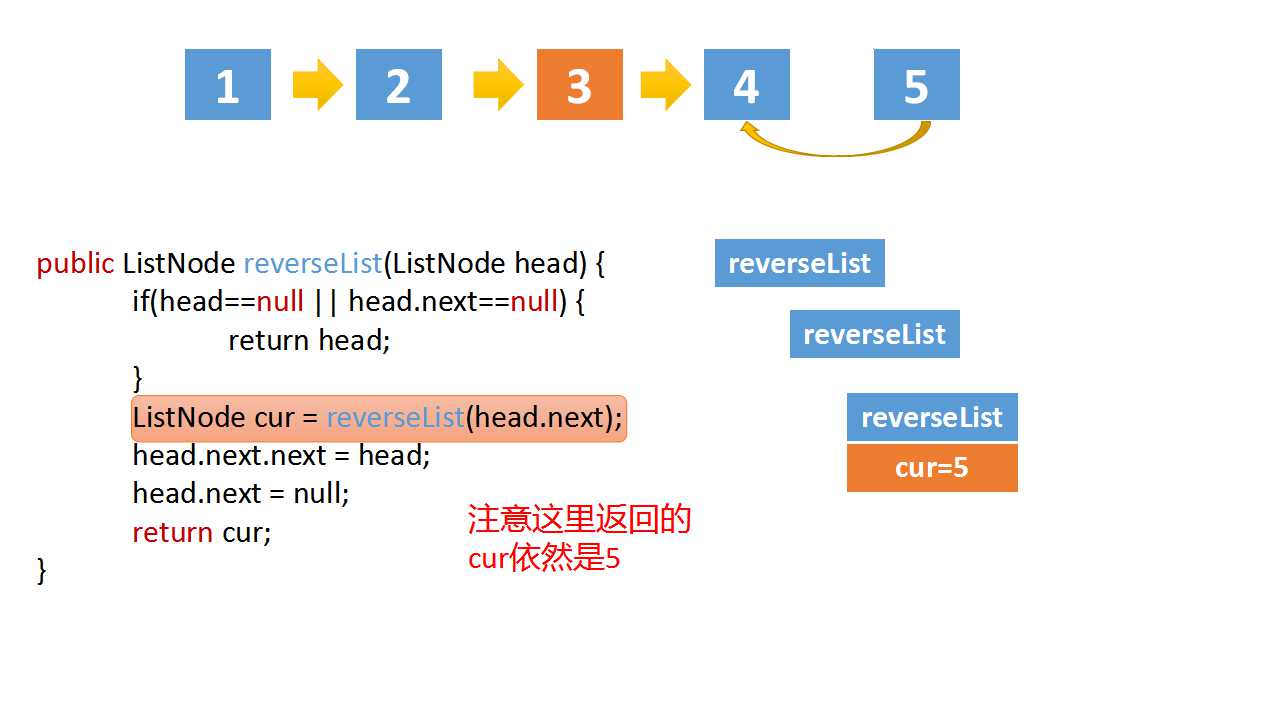 1 2 3 4 5
public ListNode reverseList(ListNode head) {
if(head==null || head.next==null) {
return head;
}
ListNode cur = reverseList(head.next);
head.next.next = head;
head.next = null;
return cur;
}
注意这里返回的
cur依然是5
reverseList
reverseList
reverseList
cur=5